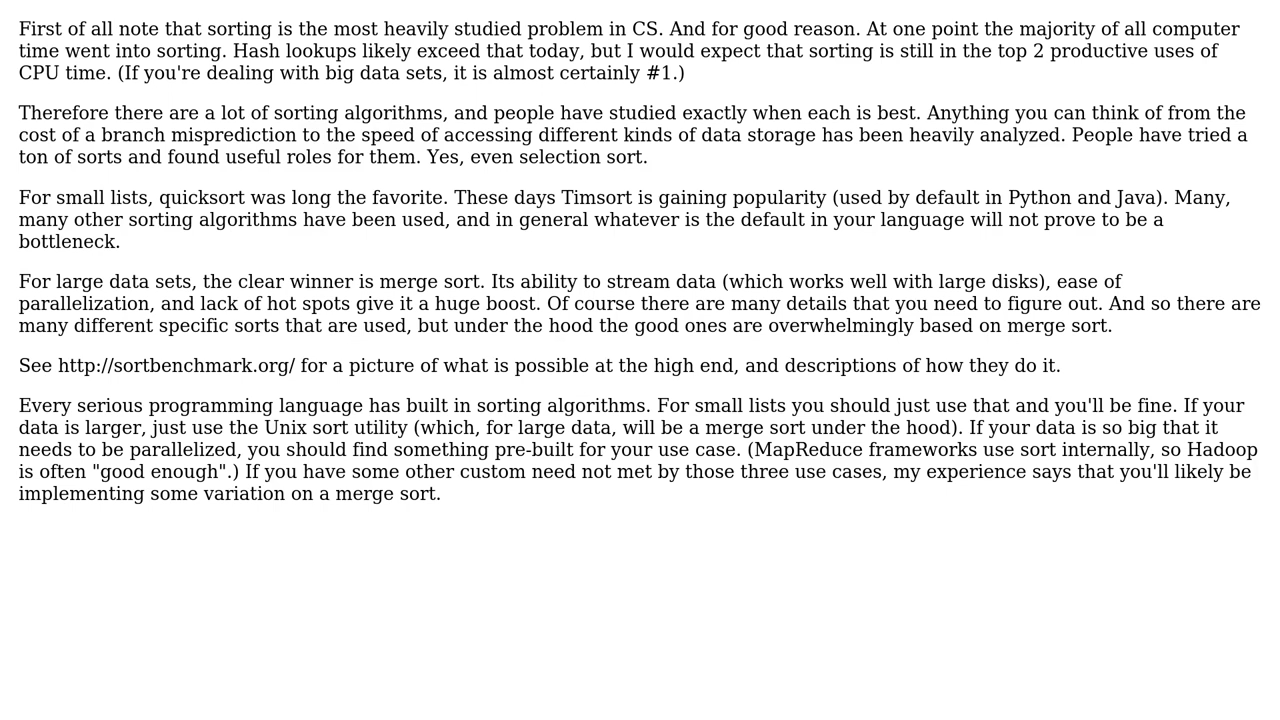 First of all note that sorting is the most heavily studied problem in CS. And for good reason. At one point the majority of all computer
time went into sorting. Hash lookups likely exceed that today, but I would expect that sorting is still in the top 2 productive uses of
CPU time. (If you're dealing with big data sets, it is almost certainly #1.)
Therefore there are a lot of sorting algorithms, and people have studied exactly when each is best. Anything you can think of from the
cost of a branch misprediction to the speed of accessing different kinds of data storage has been heavily analyzed. People have tried a
ton of sorts and found useful roles for them. Yes, even selection sort.
For small lists, quicksort was long the favorite. These days Timsort is gaining popularity (used by default in Python and Java). Many,
many other sorting algorithms have been used, and in general whatever is the default in your language will not prove to be a
bottleneck.
For large data sets, the clear winner is merge sort. Its ability to stream data (which works well with large disks), ease of
parallelization, and lack of hot spots give it a huge boost. Of course there are many details that you need to figure out. And so there are
many different specific sorts that are used, but under the hood the good ones are overwhelmingly based on merge sort.
See http://sortbenchmark.org/ for a picture of what is possible at the high end, and descriptions of how they do it.
Every serious programming language has built in sorting algorithms. For small lists you should just use that and you'll be fine. If your
data is larger, just use the Unix sort utility (which, for large data, will be a merge sort under the hood). If your data is so big that it
needs to be parallelized, you should find something pre-built for your use case. (MapReduce frameworks use sort internally, so Hadoop
is often "good enough".) If you have some other custom need not met by those three use cases, my experience says that you'll likely be
implementing some variation on a merge sort.